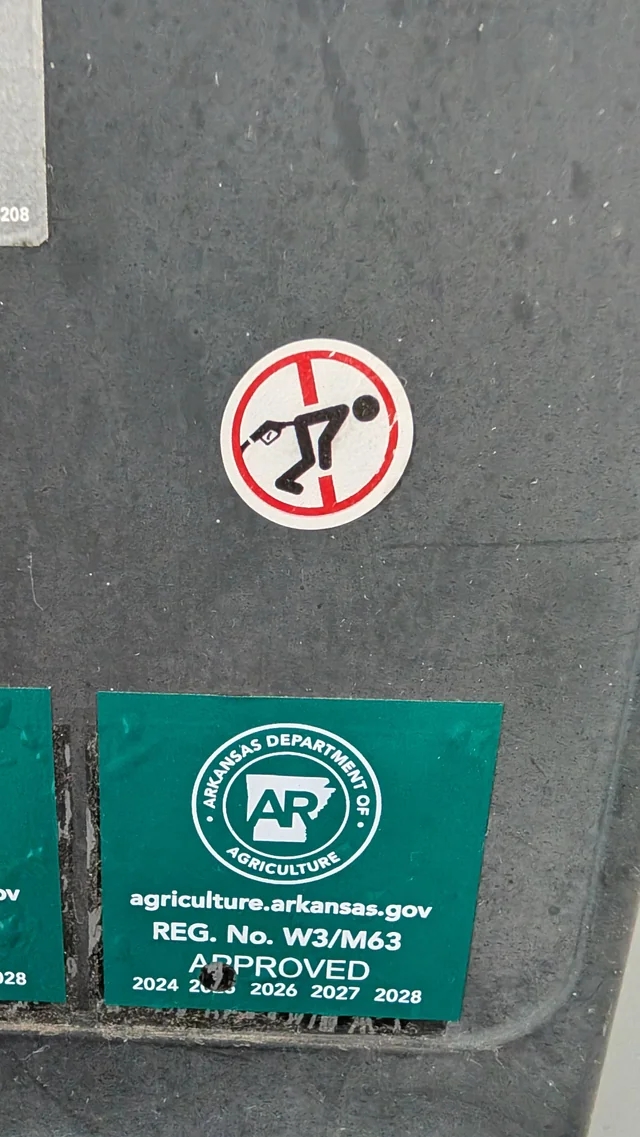 208
ARKANSAS DEPARTMENT OF
AR
AGRICULTURE
agriculture.arkansas.gov
REG. No. W3/M63
APPROVED
2024 2026 2027 2028
ov
028